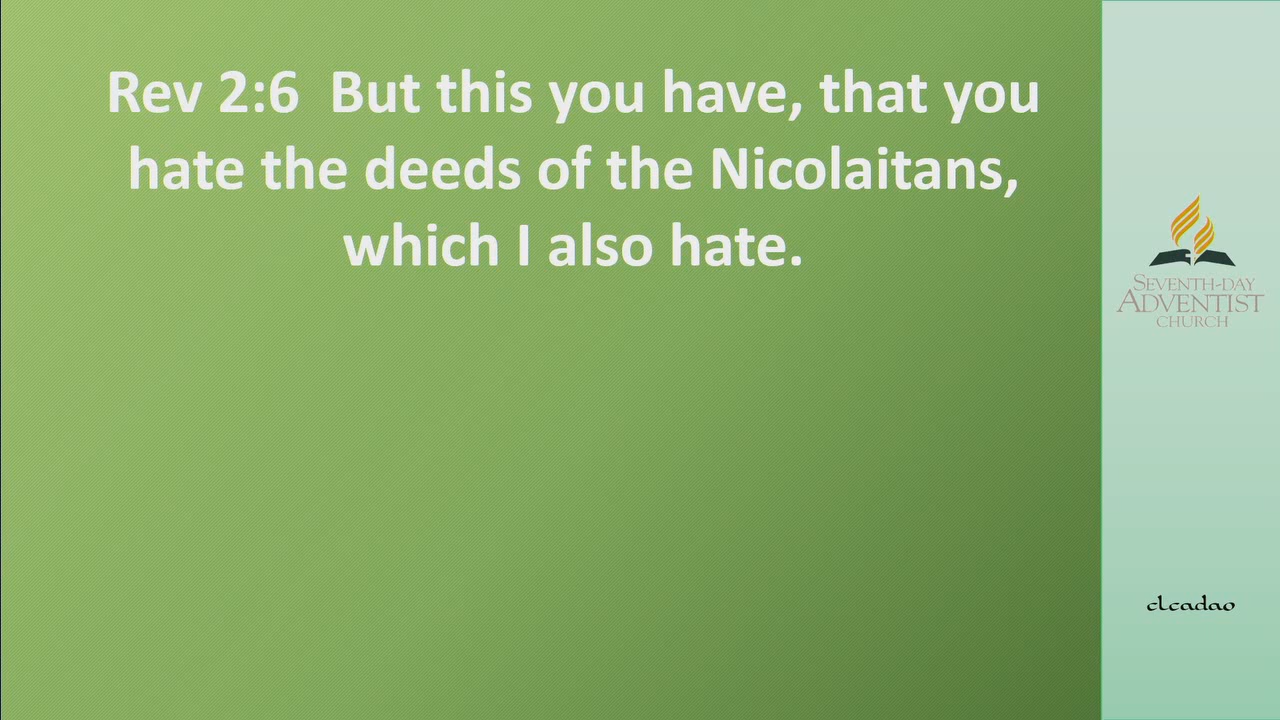 Rev 2:6  But this you have, that you
hate the deeds of the Nicolaitans,
which I also hate.
SEVENTH-DAY
ADVENTIST
CHURCH
clcadao